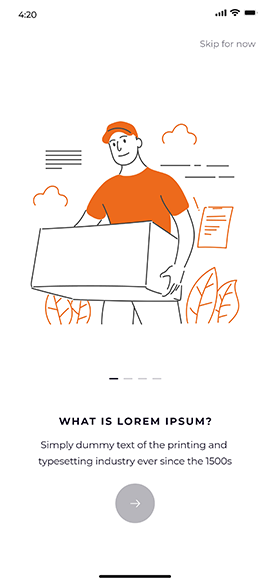 4:20
Skip for now
WHAT IS LOREM IPSUM?
Simply dummy text of the printing and
typesetting industry ever since the 1500s